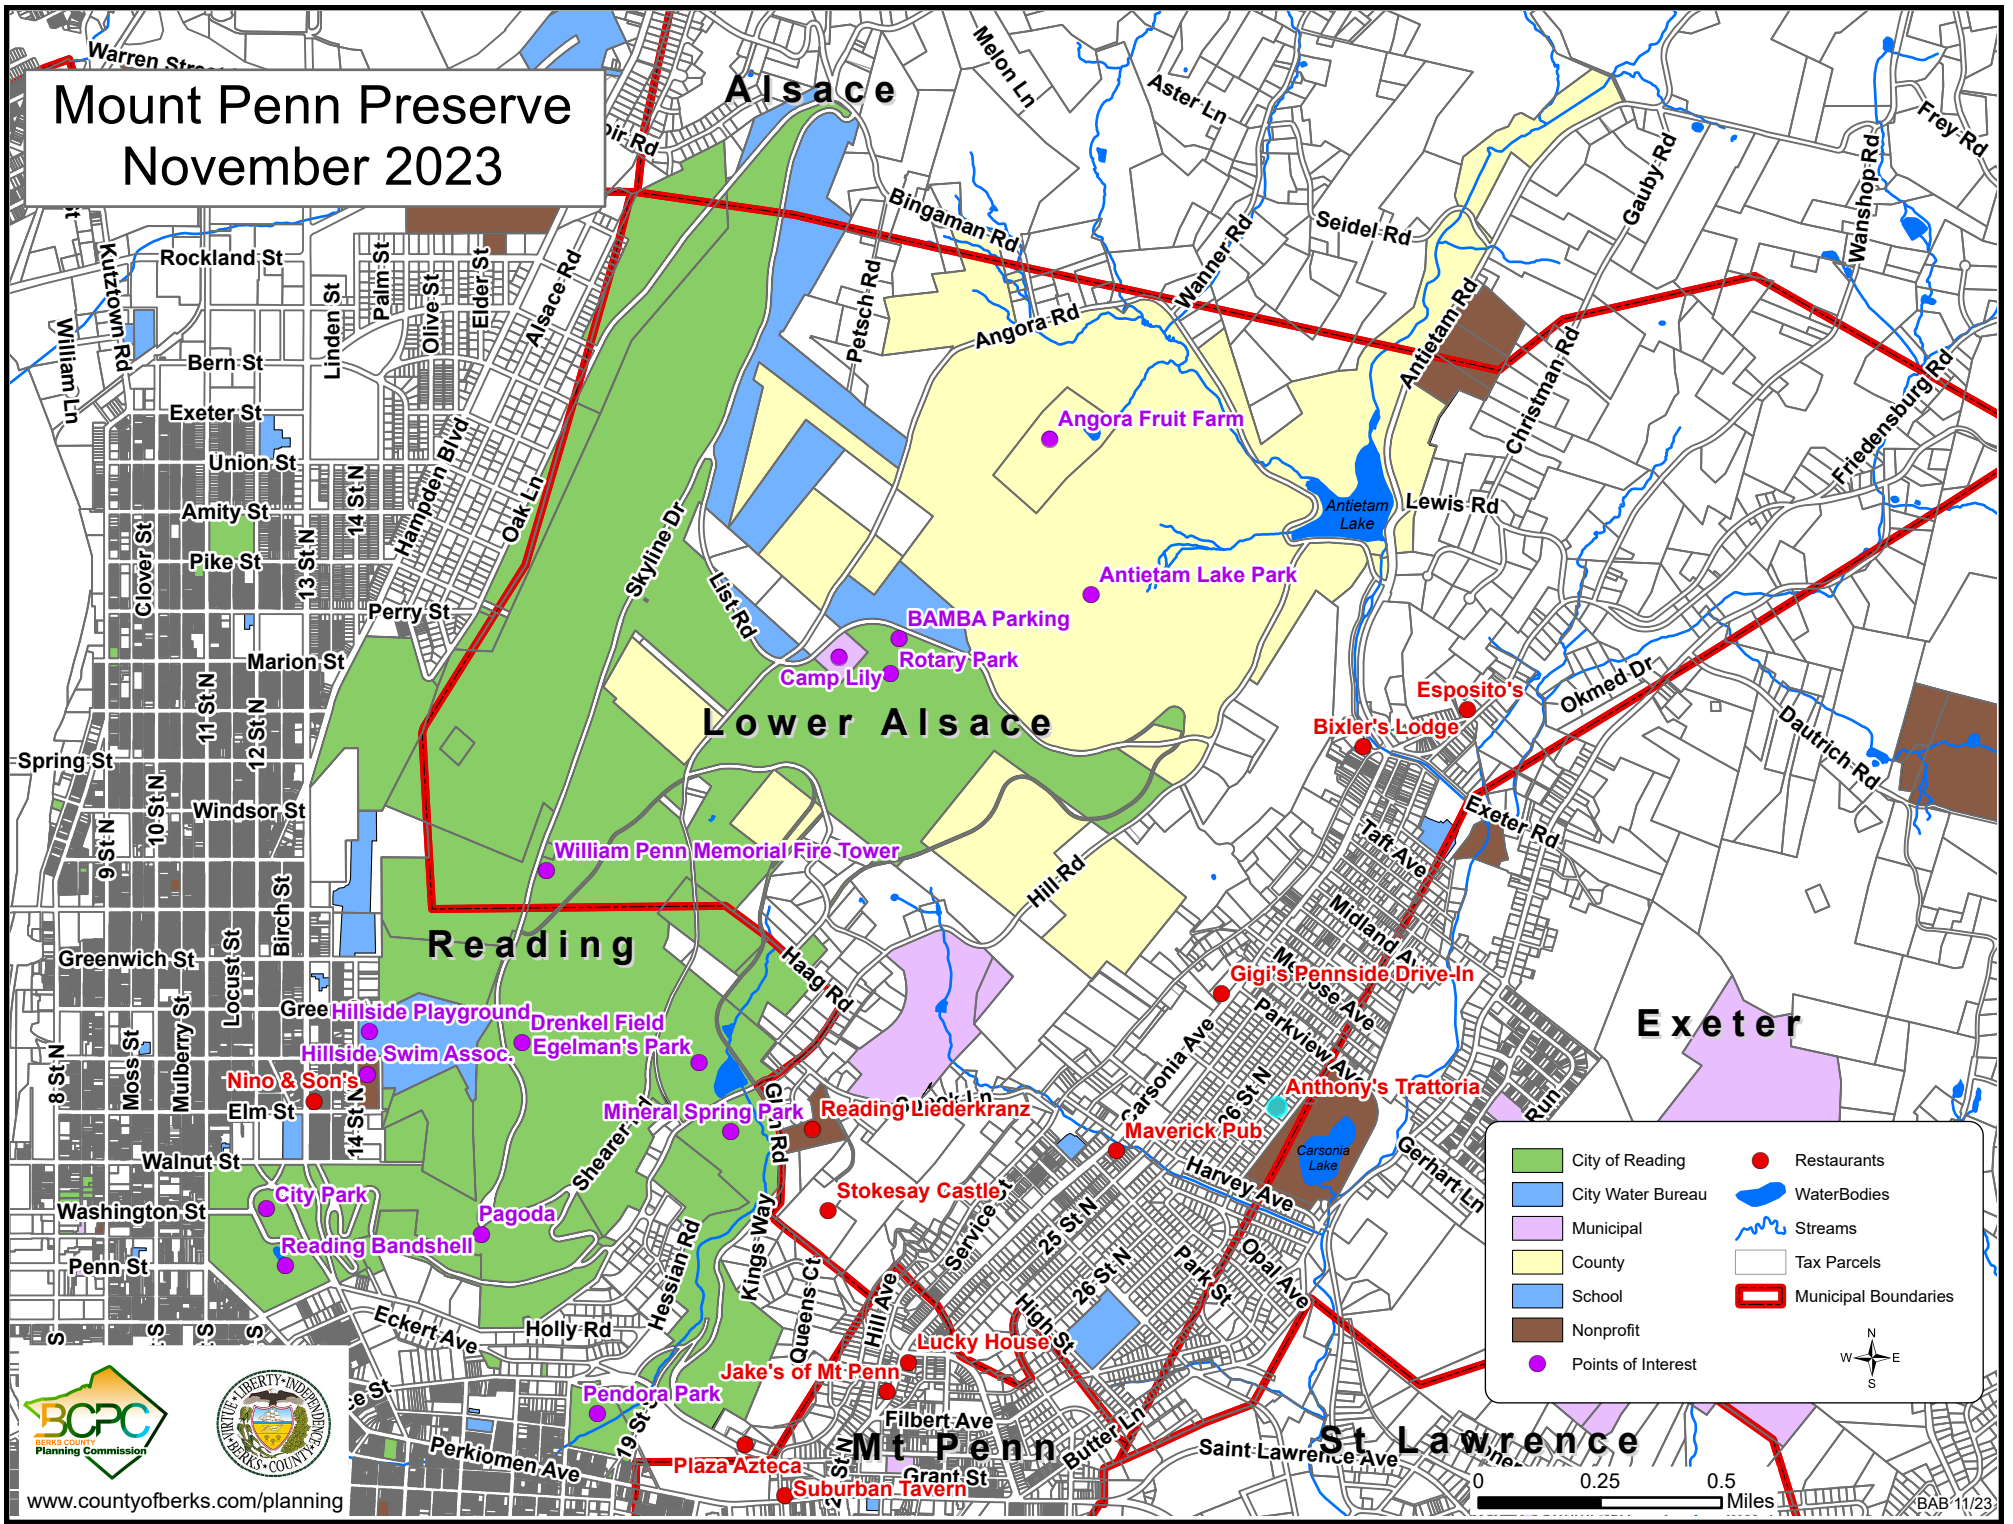 Mount Penn Preserve
November 2023
Warren Street
Alsace
Melon Ln
Aster Ln
Frey Rd
Bingaman Rd
Seidel Rd
Gauby Rd
Wanshop Rd
Wanner Rd
Kutztown Rd
Rockland St
William Ln
Linden St
Palm St
Olive St
Elder St
Alsace Rd
Bern St
Exeter St
Union St
Amity St
Pike St
Perry St
Clover St
13 St N
14 St N
Hampden Blvd
Oak Ln
Petsch Rd
Angora Rd
Antietam Rd
Christman Rd
Friedensburg Rd
Angora Fruit Farm
Antietam
Lake
Lewis Rd
Skyline Dr
List Rd
Antietam Lake Park
BAMBA Parking
Rotary Park
Camp Lily
Lower Alsace
Marion St
11 St N
12 St N
Spring St
Windsor St
10 St N
9 St N
Birch St
Esposito's
Bixler's Lodge
Okmed Dr
Dautrich Rd
Exeter Rd
Taft Ave
Midland Ave
William Penn Memorial Fire Tower
Hill Rd
Reading
Greenwich St
Locust St
Haag Rd
Gigi's Pennside Drive-In
Parkview Ave
Exeter
Hillside Playground
Drenkel Field
Egelman's Park
Hillside Swim Assoc.
Nino & Son's
Elm St
14 St N
8 St N
Moss St
Mulberry St
Carsonia Ave
26 St N
Anthony's Trattoria
Mineral Spring Park
Reading Liederkranz
Maverick Pub
Carsonia
Lake
Gerhart Ln
Walnut St
Harvey Ave
City Park
Washington St
Pagoda
Stokesay Castle
Service St
25 St N
26 St N
Park St
Opal Ave
Reading Bandshell
Penn St
Hessian Rd
Kings Way
Queens Ct
Hill Ave
High St
Eckert Ave
Holly Rd
Lucky House
Jake's of Mt Penn
Pendora Park
Filbert Ave
Mt Penn
Butter Ln
Saint Lawrence Ave
St Lawrence
Perkiomen Ave
Plaza Azteca
Grant St
Suburban Tavern
City of Reading
City Water Bureau
Municipal
County
School
Nonprofit
Points of Interest
Restaurants
WaterBodies
Streams
Tax Parcels
Municipal Boundaries
N
W E
S
0 0.25 0.5
Miles
BAB 11/23
BCPC
BERKS COUNTY
Planning Commission
VIRTUE•LIBERTY•INDEPENDENCE
BERKS•COUNTY
www.countyofberks.com/planning